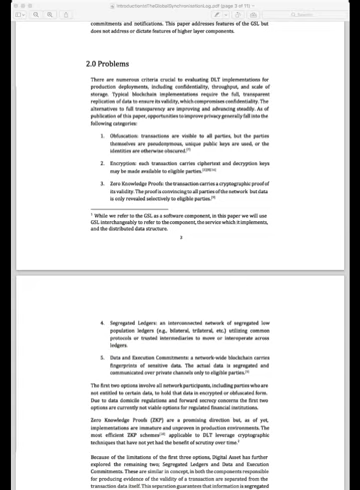 IntroductionToTheGlobalSynchronizationLog.pdf (page 3 of 11)
Search
commitments and notifications. This paper addresses features of the GSL but
does not address or dictate features of higher layer components.
2.0 Problems
There are numerous criteria crucial to evaluating DLT implementations for
production deployments, including confidentiality, throughput, and scale of
storage. Typical blockchain implementations require the full, transparent
replication of data to ensure its validity, which compromises confidentiality. The
alternatives to full transparency are improving and advancing steadily. As of
publication of this paper, opportunities to improve privacy generally fall into the
following categories:
1. Obfuscation: transactions are visible to all parties, but the parties
themselves are pseudonymous, unique public keys are used, or the
identities are otherwise obscured.
2. Encryption: each transaction carries ciphertext and decryption keys
may be made available to eligible parties.
3. Zero Knowledge Proofs: the transaction carries a cryptographic proof of
its validity. The proof is convincing to all parties of the network but data
is only revealed selectively to eligible parties.
1 While we refer to the GSL as a software component, in this paper we will use
GSL interchangeably to refer to the component, the service which it implements,
and the distributed data structure.
3
4. Segregated Ledgers: an interconnected network of segregated low
population ledgers (e.g., bilateral, trilateral, etc.) utilizing common
protocols or trusted intermediaries to move or interoperate across
ledgers.
5. Data and Execution Commitments: a network-wide blockchain carries
fingerprints of sensitive data. The actual data is segregated and
communicated over private channels only to eligible parties.
The first two options involve all network participants, including parties who are
not entitled to certain data, to hold that data in encrypted or obfuscated form.
Due to data domicile regulations and forward secrecy concerns the first two
options are currently not viable options for regulated financial institutions.
Zero Knowledge Proofs (ZKP) are a promising direction but, as of yet,
implementations are immature and unproven in production environments. The
most efficient ZKP schemes applicable to DLT leverage cryptographic
techniques that have not yet had the benefit of scrutiny over time.
Because of the limitations of the first three options, Digital Asset has further
explored the remaining two; Segregated Ledgers and Data and Execution
Commitments. These are similar in concept, in both the components responsible
for producing evidence of the validity of a transaction are separated from the
transaction data itself. This separation guarantees that information is segregated